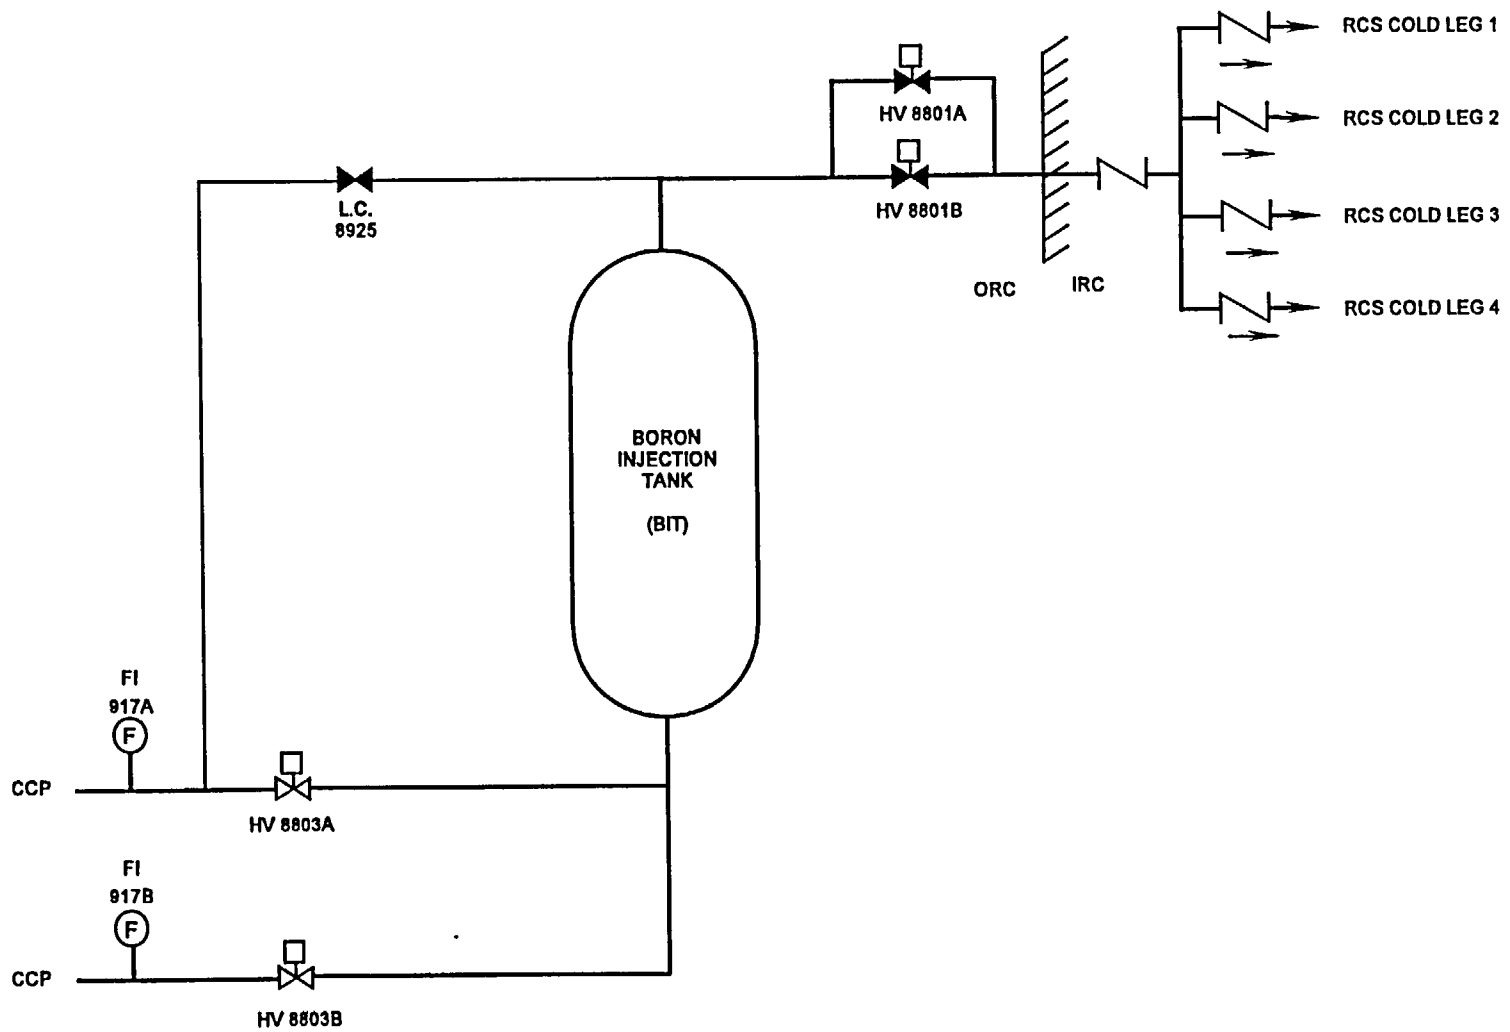 RCS COLD LEG 1
HV 8801A
RCS COLD LEG 2
L.C.
8925
HV 8801B
RCS COLD LEG 3
ORC
IRC
RCS COLD LEG 4
BORON
INJECTION
TANK
(BIT)
FI
917A
F
CCP
HV 8803A
FI
917B
F
CCP
HV 8803B